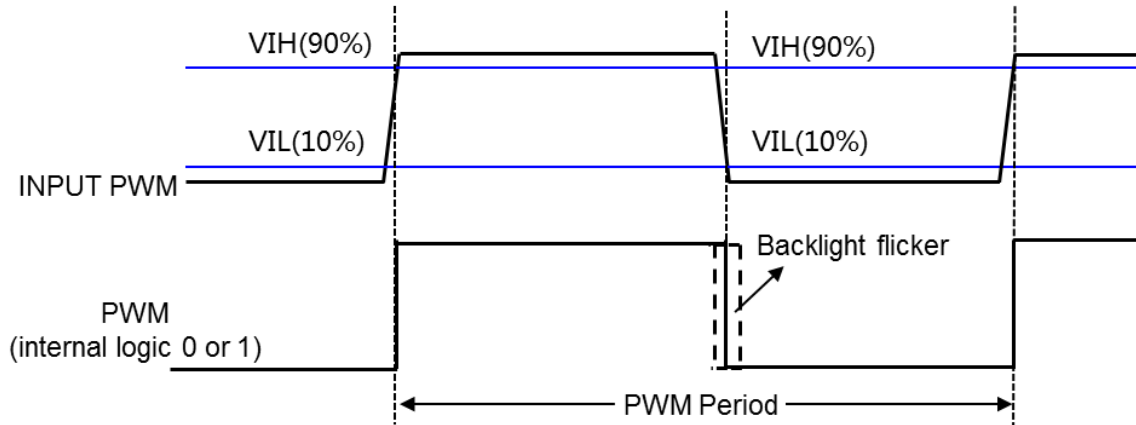 VIH(90%)
VIH(90%)
VIL(10%)
VIL(10%)
INPUT PWM
Backlight flicker
PWM
(internal logic 0 or 1)
PWM Period